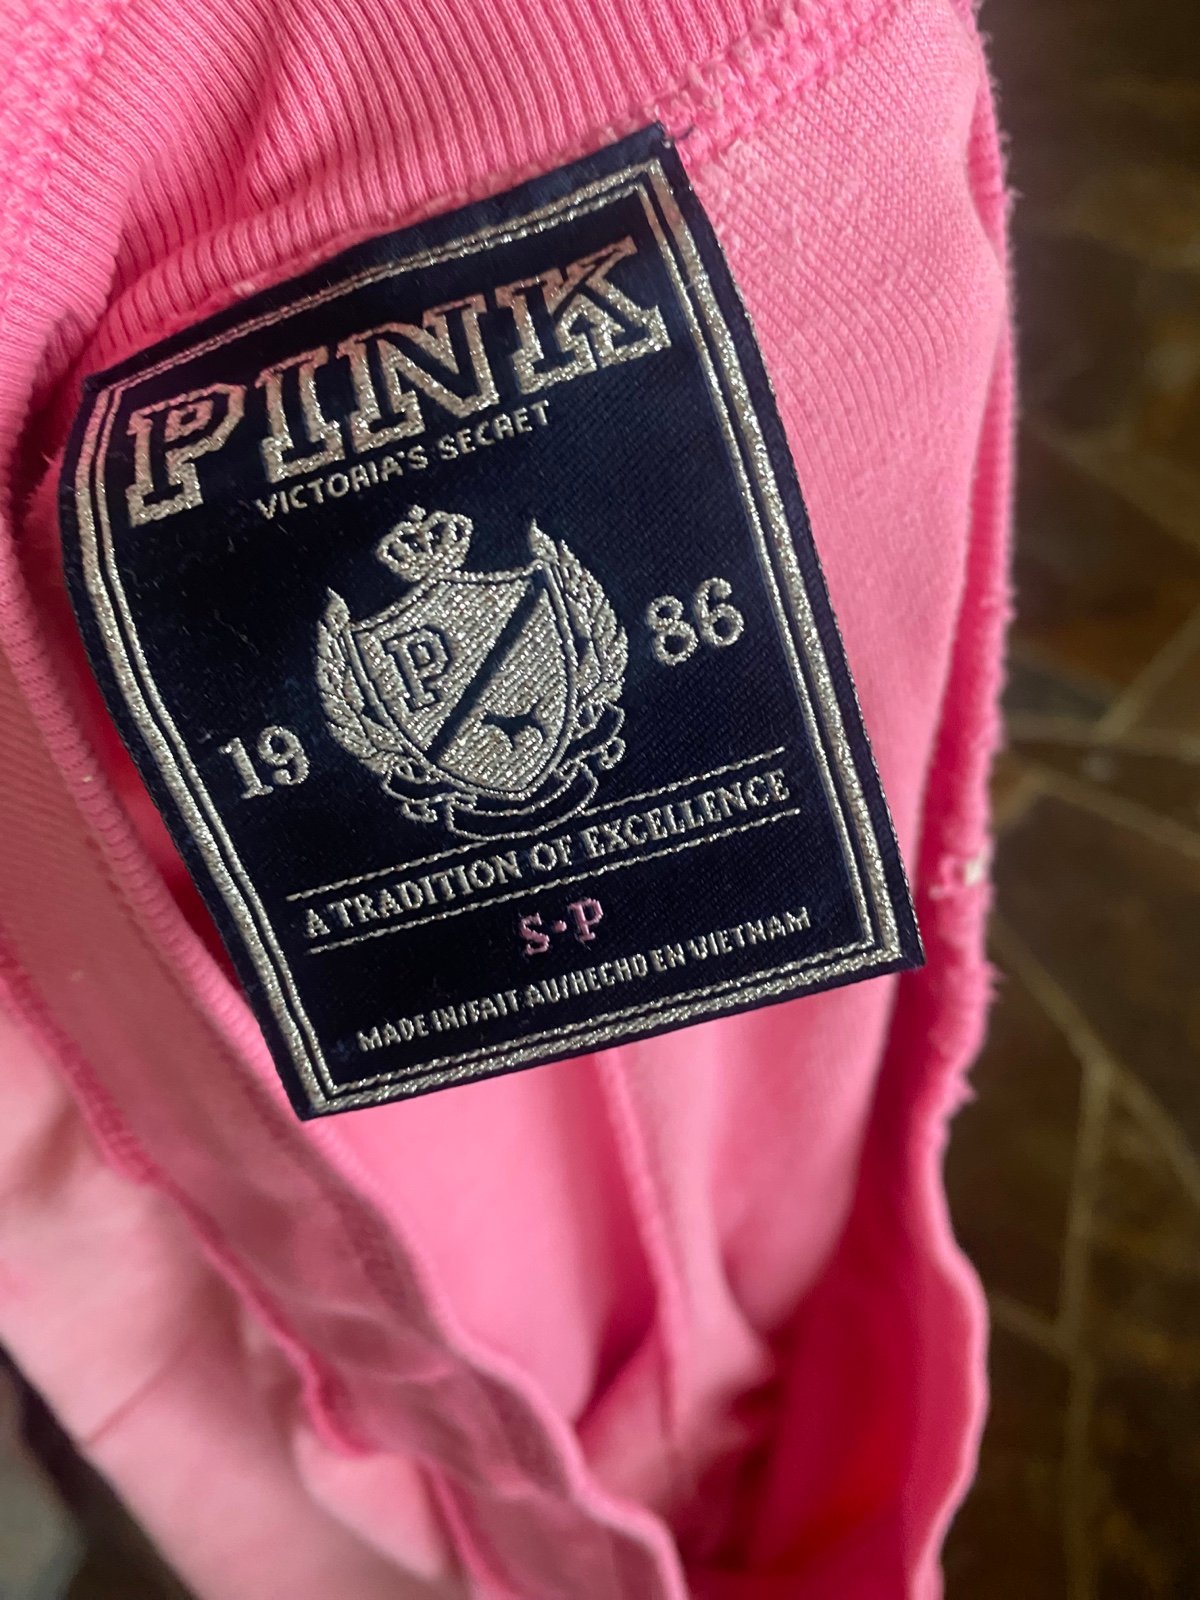 PINK
VICTORIA'S SECRET
P
19 86
A TRADITION OF EXCELLENCE
S·P
MADE IN/FAIT AU/HECHO EN VIETNAM